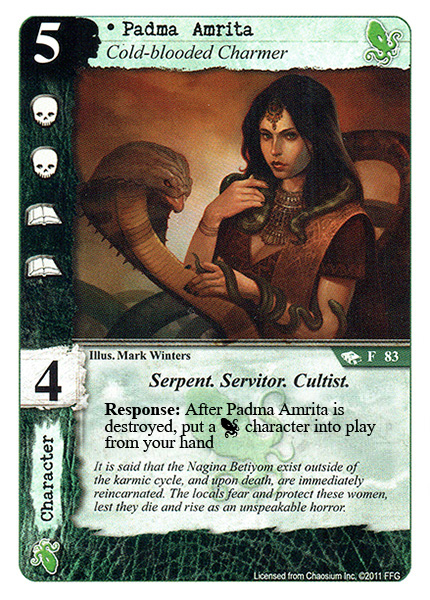 5
• Padma Amrita
Cold-blooded Charmer
Illus. Mark Winters
F 83
4
Serpent. Servitor. Cultist.
Response: After Padma Amrita is
destroyed, put a character into play
from your hand
Character
It is said that the Nagina Betiyom exist outside of
the karmic cycle, and upon death, are immediately
reincarnated. The locals fear and protect these women,
lest they die and rise as an unspeakable horror.
Licensed from Chaosium Inc. ©2011 FFG